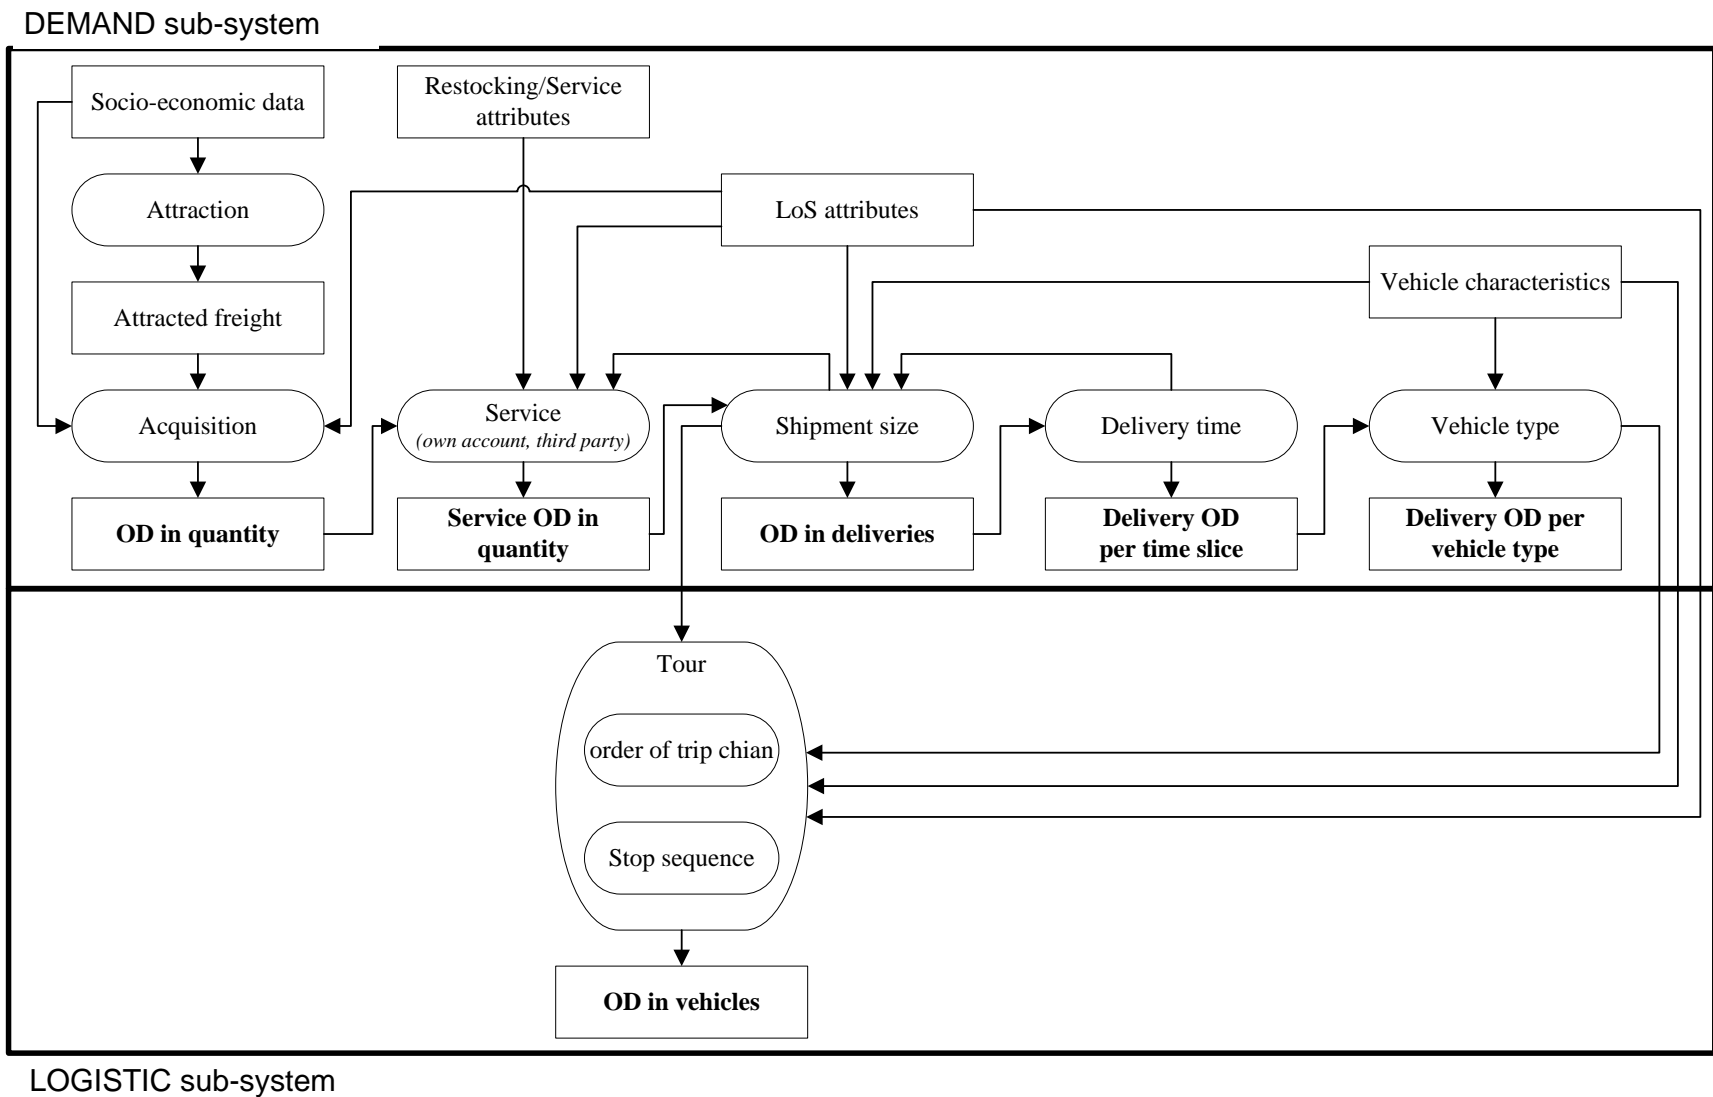 DEMAND sub-system
Socio-economic data
Restocking/Service
attributes
Attraction
LoS attributes
Vehicle characteristics
Attracted freight
Acquisition
Service
(own account, third party)
Shipment size
Delivery time
Vehicle type
OD in quantity
Service OD in
quantity
OD in deliveries
Delivery OD
per time slice
Delivery OD per
vehicle type
Tour
order of trip chian
Stop sequence
OD in vehicles
LOGISTIC sub-system